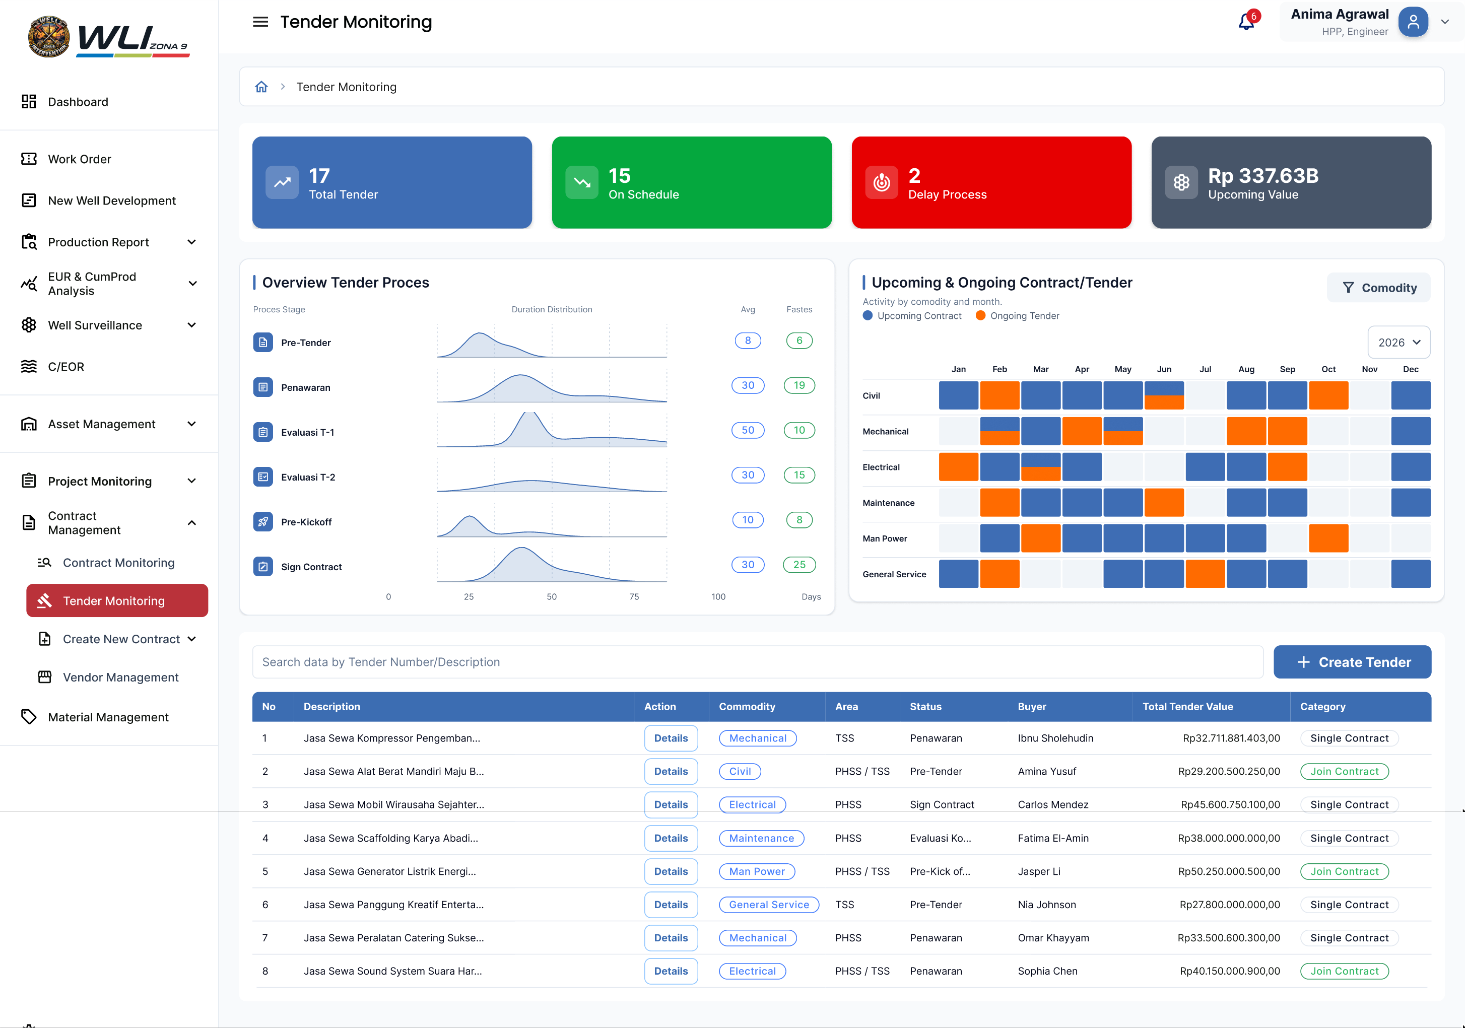 WLI ZONA 9
Dashboard
Work Order
New Well Development
Production Report
EUR & CumProd
Analysis
Well Surveillance
C/EOR
Asset Management
Project Monitoring
Contract
Management
Contract Monitoring
Tender Monitoring
Create New Contract
Vendor Management
Material Management
Tender Monitoring
6
Anima Agrawal
HPP, Engineer
Tender Monitoring
17
Total Tender
15
On Schedule
2
Delay Process
Rp 337.63B
Upcoming Value
Overview Tender Proces
Proces Stage Duration Distribution Avg Fastes
Pre-Tender 8 6
Penawaran 30 19
Evaluasi T-1 50 10
Evaluasi T-2 30 15
Pre-Kickoff 10 8
Sign Contract 30 25
0 25 50 75 100 Days
Upcoming & Ongoing Contract/Tender
Activity by comodity and month.
Upcoming Contract Ongoing Tender
Comodity
2026
Jan Feb Mar Apr May Jun Jul Aug Sep Oct Nov Dec
Civil
Mechanical
Electrical
Maintenance
Man Power
General Service
Search data by Tender Number/Description
+ Create Tender
No Description Action Commodity Area Status Buyer Total Tender Value Category
1 Jasa Sewa Kompressor Pengemban... Details Mechanical TSS Penawaran Ibnu Sholehudin Rp32.711.881.403,00 Single Contract
2 Jasa Sewa Alat Berat Mandiri Maju B... Details Civil PHSS / TSS Pre-Tender Amina Yusuf Rp29.200.500.250,00 Join Contract
3 Jasa Sewa Mobil Wirausaha Sejahter... Details Electrical PHSS Sign Contract Carlos Mendez Rp45.600.750.100,00 Single Contract
4 Jasa Sewa Scaffolding Karya Abadi... Details Maintenance PHSS Evaluasi Ko... Fatima El-Amin Rp38.000.000.000,00 Single Contract
5 Jasa Sewa Generator Listrik Energi... Details Man Power PHSS / TSS Pre-Kick of... Jasper Li Rp50.250.000.500,00 Join Contract
6 Jasa Sewa Panggung Kreatif Enterta... Details General Service TSS Pre-Tender Nia Johnson Rp27.800.000.000,00 Single Contract
7 Jasa Sewa Peralatan Catering Sukse... Details Mechanical PHSS Penawaran Omar Khayyam Rp33.500.600.300,00 Single Contract
8 Jasa Sewa Sound System Suara Har... Details Electrical PHSS / TSS Penawaran Sophia Chen Rp40.150.000.900,00 Join Contract